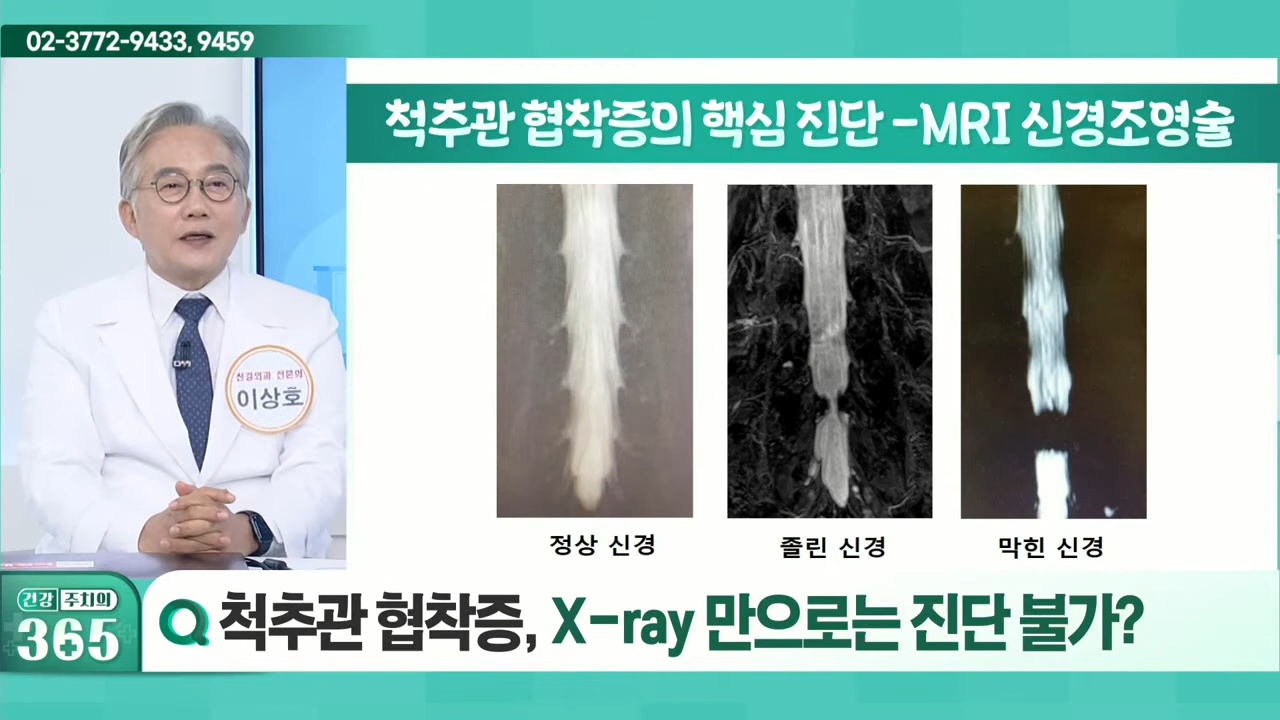 02-3772-9433, 9459
척추관 협착증의 핵심 진단 -MRI 신경조영술
신경외과 전문의
이상호
정상 신경
졸린 신경
막힌 신경
건강 주치의
365
Q 척추관 협착증, X-ray 만으로는 진단 불가?